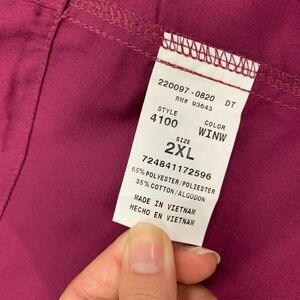 220097-0820 DT
RN# 93643
STYLE COLOR
4100 WINW
SIZE
2XL
724841172596
65% POLYESTER/POLIESTER
35% COTTON/ALGODON
MADE IN VIETNAM
HECHO EN VIETNAM